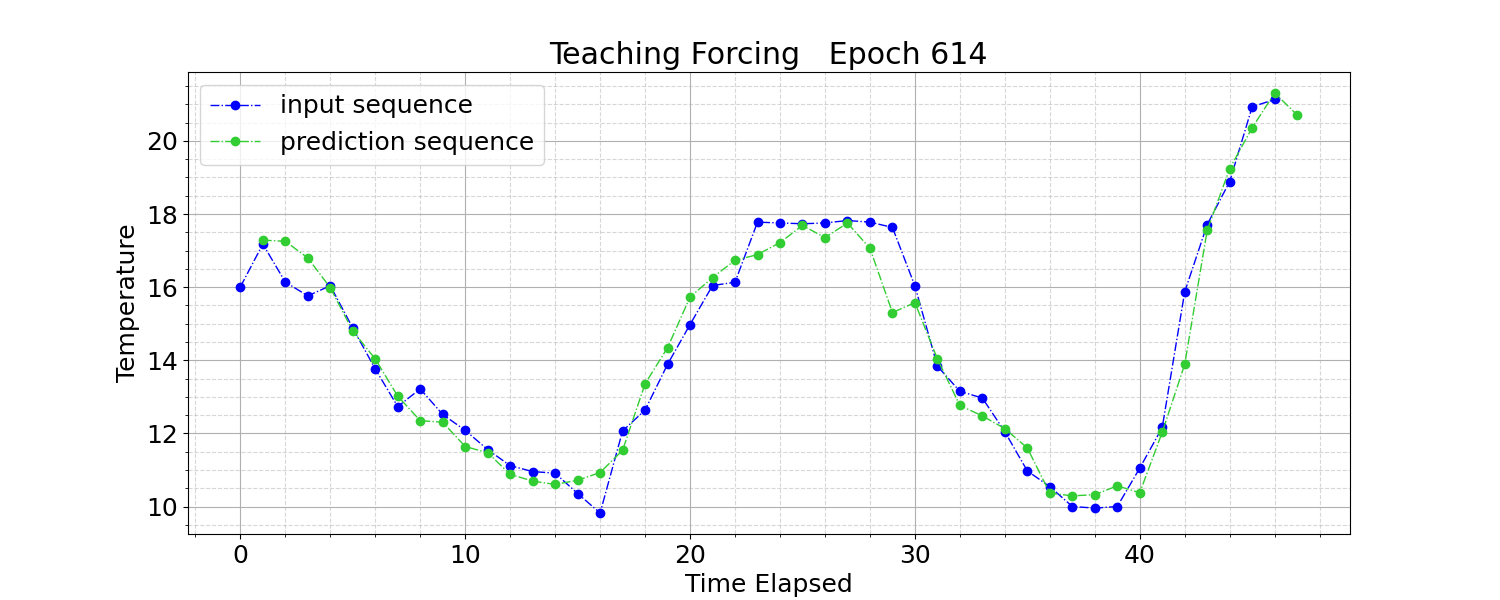 Teaching Forcing   Epoch 614
input sequence
prediction sequence
Temperature
20
18
16
14
12
10
0 10 20 30 40
Time Elapsed